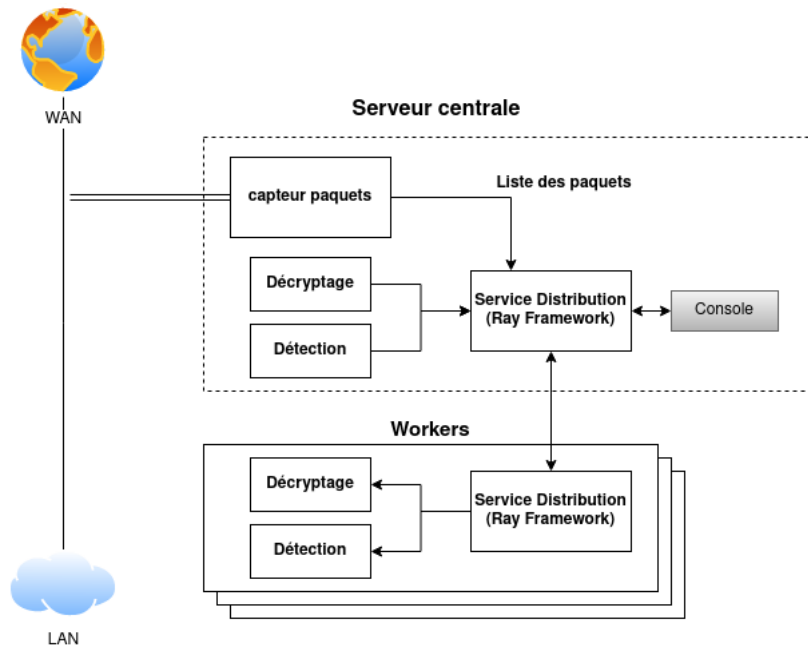 WAN
Serveur centrale
capteur paquets
Liste des paquets
Décryptage
Détection
Service Distribution
(Ray Framework)
Console
Workers
Décryptage
Détection
Service Distribution
(Ray Framework)
LAN